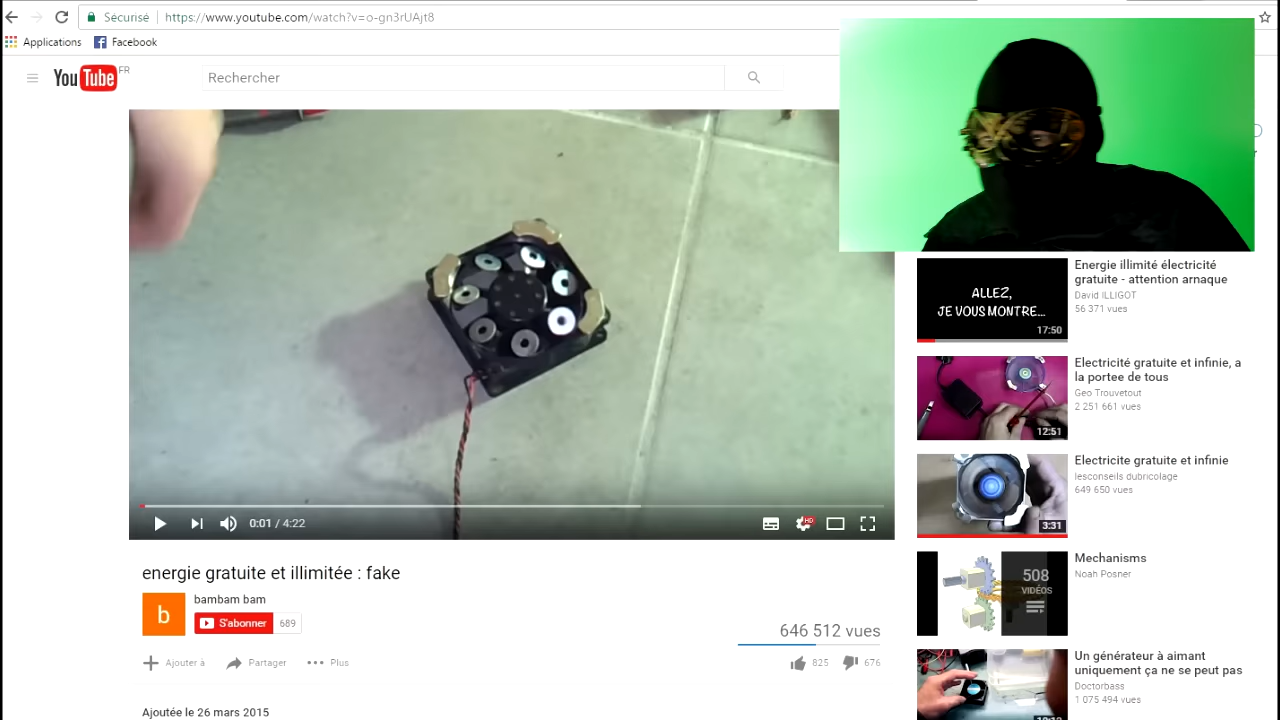 Sécurisé https://www.youtube.com/watch?v=o-gn3rUAjt8
Applications Facebook
YouTube FR
Rechercher
0:01 / 4:22
HD
energie gratuite et illimitée : fake
bambam bam
S'abonner 689
646 512 vues
Ajouter à Partager Plus 825 676
Ajoutée le 26 mars 2015
ALLEZ,
JE VOUS MONTRE...
17:50
Energie illimité électricité
gratuite - attention arnaque
David ILLIGOT
56 371 vues
12:51
Electricité gratuite et infinie, a
la portee de tous
Geo Trouvetout
2 251 661 vues
3:31
Electricite gratuite et infinie
lesconseils dubricolage
649 650 vues
508
VIDÉOS
Mechanisms
Noah Posner
Un générateur à aimant
uniquement ça ne se peut pas
Doctorbass
1 075 494 vues